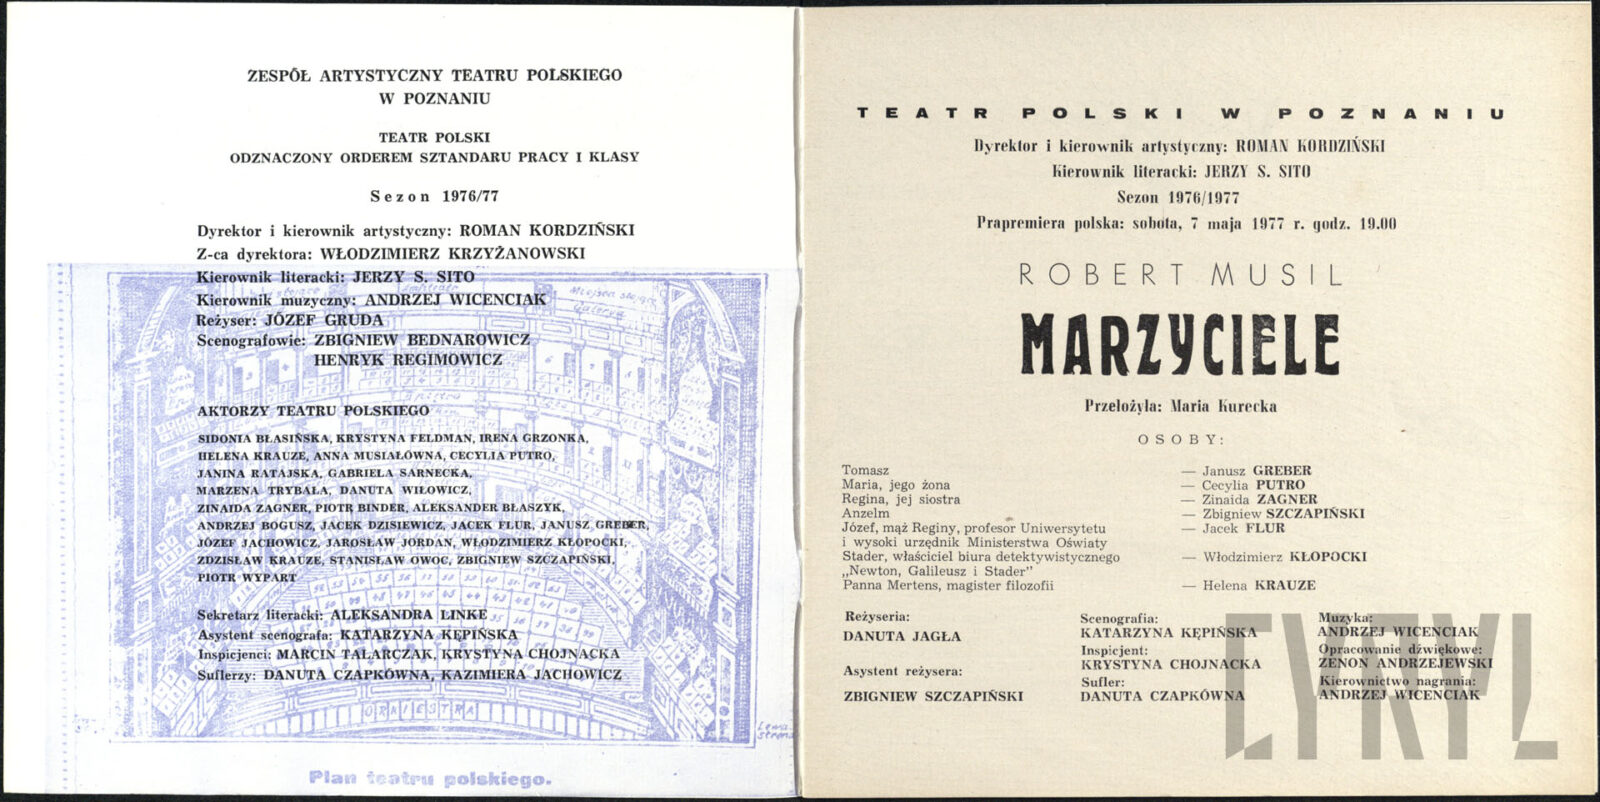 ZESPÓŁ ARTYSTYCZNY TEATRU POLSKIEGO
W POZNANIU
TEATR POLSKI
ODZNACZONY ORDEREM SZTANDARU PRACY I KLASY
Sezon 1976/77
Dyrektor i kierownik artystyczny: ROMAN KORDZIŃSKI
Z-ca dyrektora: WŁODZIMIERZ KRZYŻANOWSKI
Kierownik literacki: JERZY S. SITO
Kierownik muzyczny: ANDRZEJ WICENCIAK
Reżyser: JÓZEF GRUDA
Scenografowie: ZBIGNIEW BEDNAROWICZ
HENRYK REGIMOWICZ
AKTORZY TEATRU POLSKIEGO
SIDONIA BŁASIŃSKA, KRYSTYNA FELDMAN, IRENA GRZONKA,
HELENA KRAUZE, ANNA MUSIAŁÓWNA, CECYLIA PUTRO,
JANINA RATAJSKA, GABRIELA SARNECKA,
MARZENA TRYBAŁA, DANUTA WIŁOWICZ,
ZINAIDA ZAGNER, PIOTR BINDER, ALEKSANDER BŁASZYK,
ANDRZEJ BOGUSZ, JACEK DZISIEWICZ, JACEK FLUR, JANUSZ GREBER,
JÓZEF JACHOWICZ, JAROSŁAW JORDAN, WŁODZIMIERZ KŁOPOCKI,
ZDZISŁAW KRAUZE, STANISŁAW OWOC, ZBIGNIEW SZCZAPIŃSKI,
PIOTR WYPART
Sekretarz literacki: ALEKSANDRA LINKE
Asystent scenografa: KATARZYNA KĘPIŃSKA
Inspicjenci: MARCIN TALARCZAK, KRYSTYNA CHOJNACKA
Suflerzy: DANUTA CZAPKÓWNA, KAZIMIERA JACHOWICZ
ORKIESTRA
Plan teatru polskiego.
TEATR POLSKI W POZNANIU
Dyrektor i kierownik artystyczny: ROMAN KORDZIŃSKI
Kierownik literacki: JERZY S. SITO
Sezon 1976/1977
Prapremiera polska: sobota, 7 maja 1977 r. godz. 19.00
ROBERT MUSIL
MARZYCIELE
Przełożyła: Maria Kurecka
OSOBY:
Tomasz — Janusz GREBER
Maria, jego żona — Cecylia PUTRO
Regina, jej siostra — Zinaida ZAGNER
Anzelm — Zbigniew SZCZAPIŃSKI
Józef, mąż Reginy, profesor Uniwersytetu — Jacek FLUR
i wysoki urzędnik Ministerstwa Oświaty
Stader, właściciel biura detektywistycznego — Włodzimierz KŁOPOCKI
„Newton, Galileusz i Stader”
Panna Mertens, magister filozofii — Helena KRAUZE
Reżyseria:
DANUTA JAGŁA
Asystent reżysera:
ZBIGNIEW SZCZAPIŃSKI
Scenografia:
KATARZYNA KĘPIŃSKA
Inspicjent:
KRYSTYNA CHOJNACKA
Sufler:
DANUTA CZAPKÓWNA
Muzyka:
ANDRZEJ WICENCIAK
Opracowanie dźwiękowe:
ZENON ANDRZEJEWSKI
Kierownictwo nagrania:
ANDRZEJ WICENCIAK
CYRYL